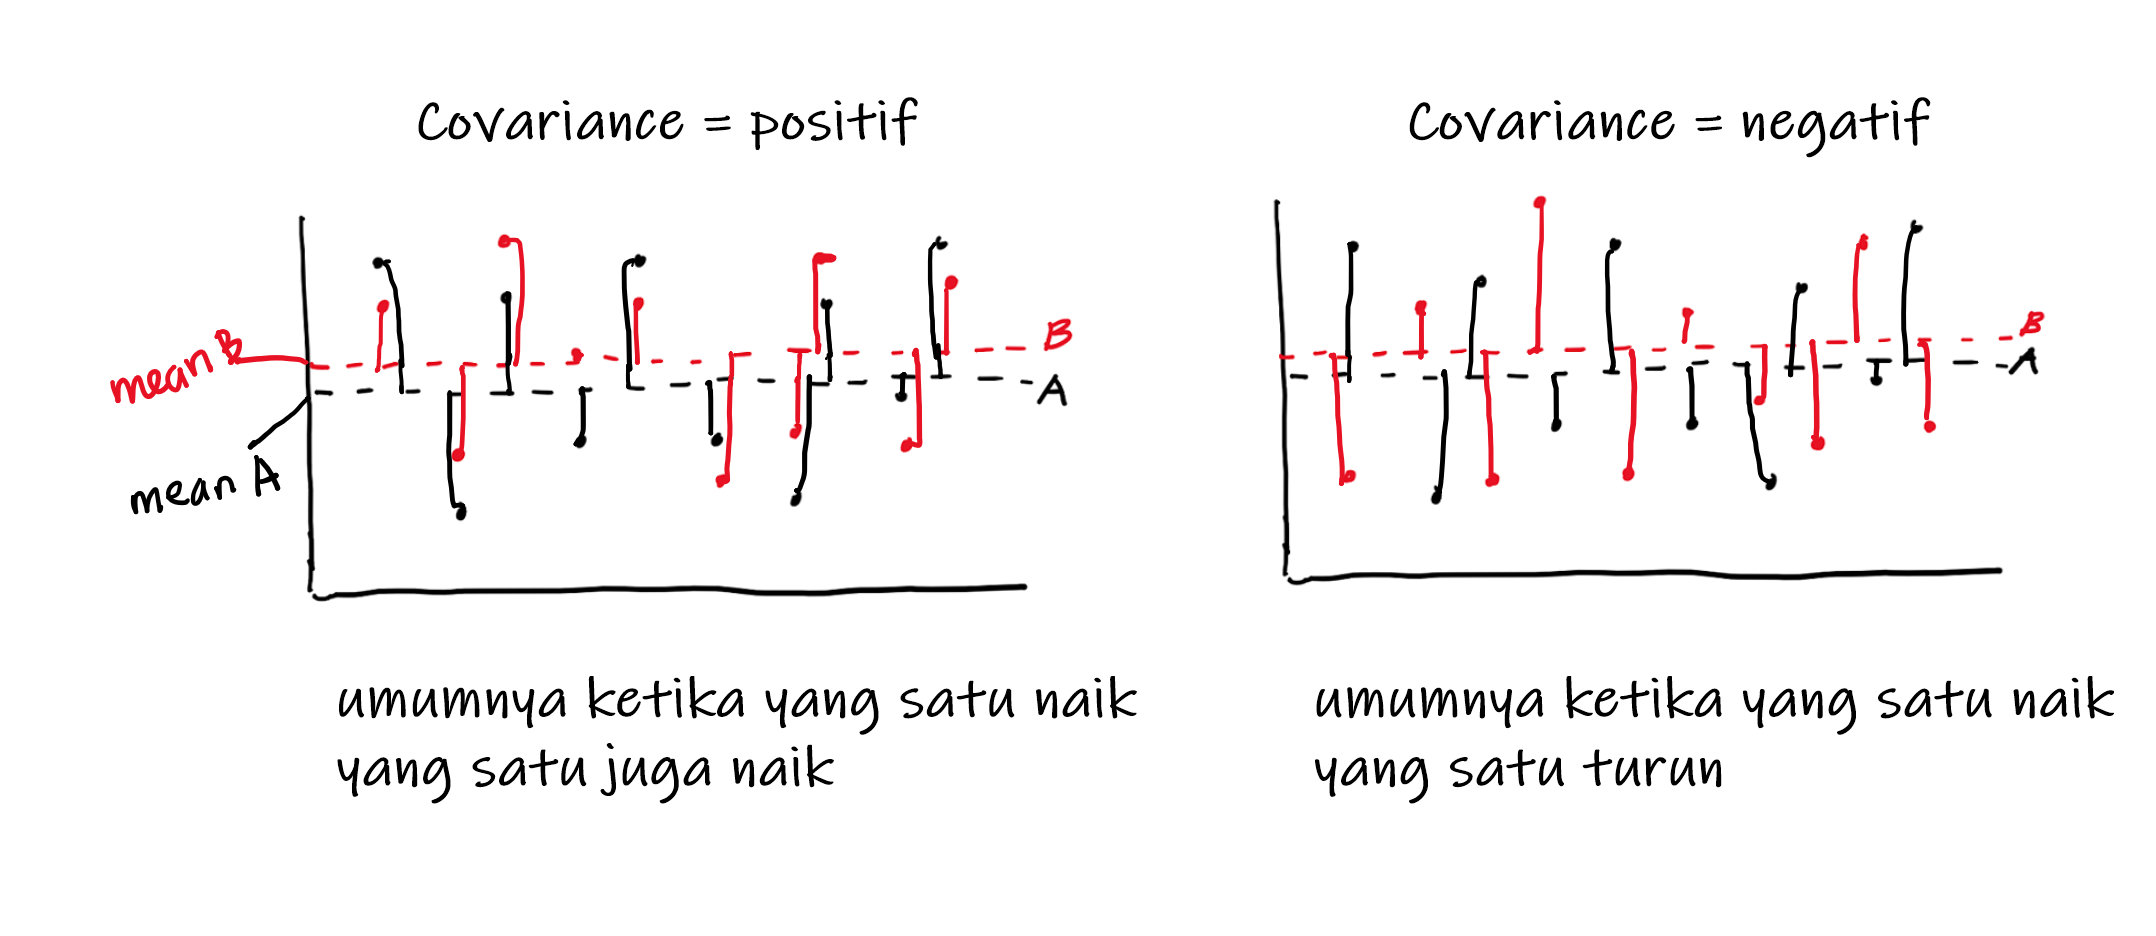 Covariance = positif
mean B
mean A
B
A
umumnya ketika yang satu naik
yang satu juga naik
Covariance = negatif
B
A
umumnya ketika yang satu naik
yang satu turun